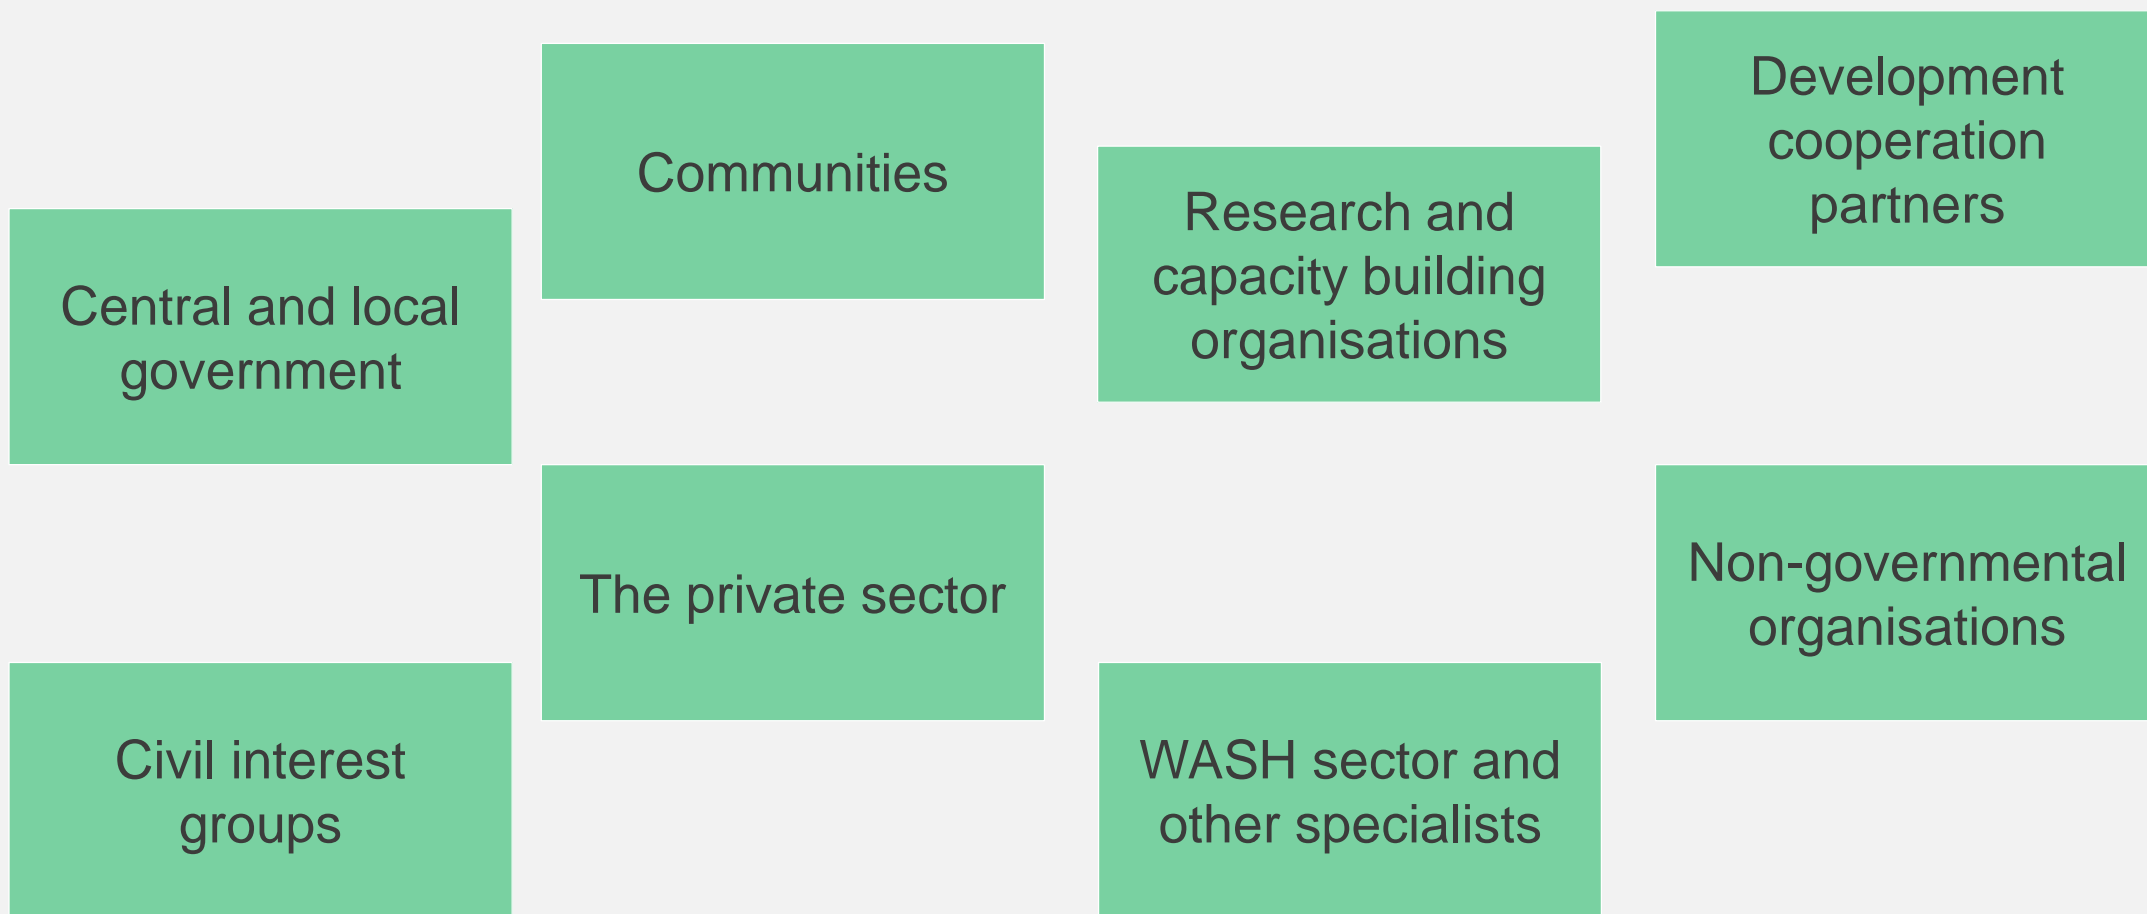 Central and local
government
Communities
Research and
capacity building
organisations
Development
cooperation
partners
Civil interest
groups
The private sector
WASH sector and
other specialists
Non-governmental
organisations